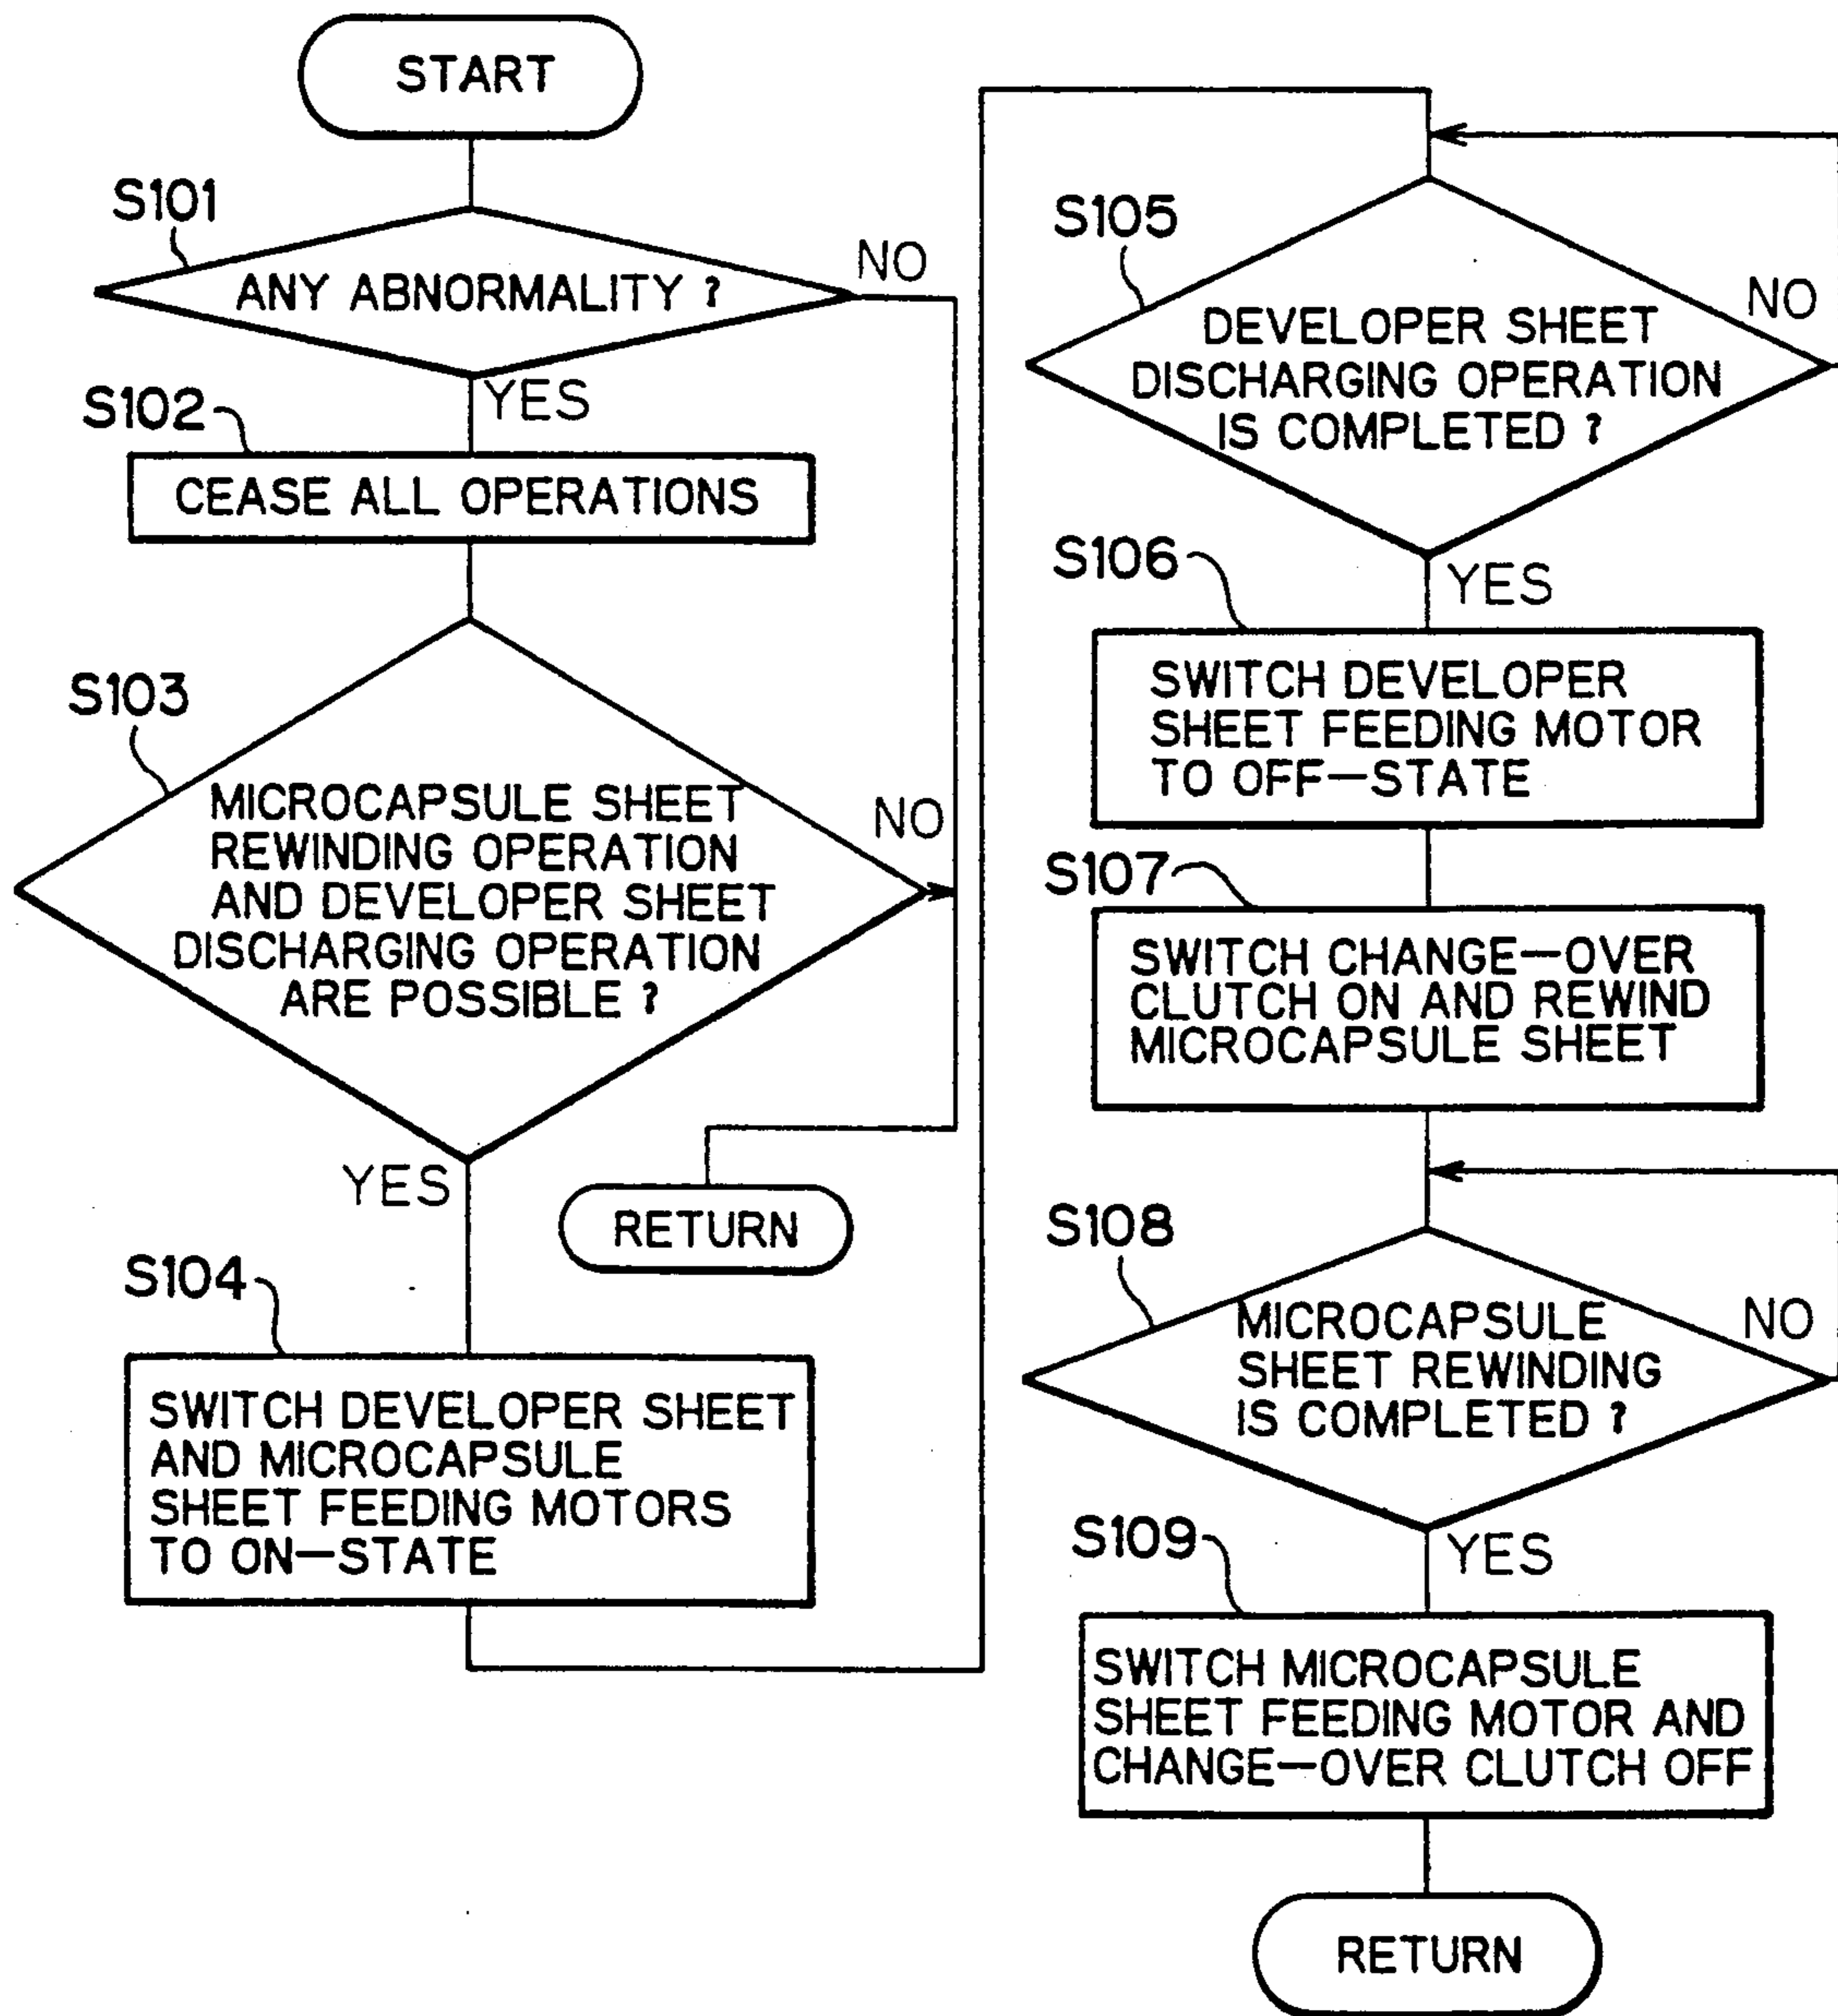 START
S101
ANY ABNORMALITY ?
NO
YES
S102
CEASE ALL OPERATIONS
S103
MICROCAPSULE SHEET
REWINDING OPERATION
AND DEVELOPER SHEET
DISCHARGING OPERATION
ARE POSSIBLE ?
NO
YES
RETURN
S104
SWITCH DEVELOPER SHEET
AND MICROCAPSULE
SHEET FEEDING MOTORS
TO ON—STATE
S105
DEVELOPER SHEET
DISCHARGING OPERATION
IS COMPLETED ?
NO
YES
S106
SWITCH DEVELOPER
SHEET FEEDING MOTOR
TO OFF—STATE
S107
SWITCH CHANGE—OVER
CLUTCH ON AND REWIND
MICROCAPSULE SHEET
S108
MICROCAPSULE
SHEET REWINDING
IS COMPLETED ?
NO
YES
S109
SWITCH MICROCAPSULE
SHEET FEEDING MOTOR AND
CHANGE—OVER CLUTCH OFF
RETURN